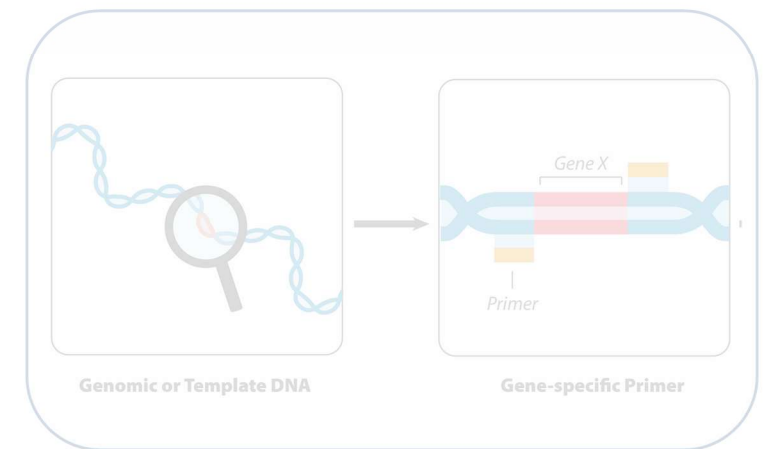 Gene X
Primer
Genomic or Template DNA
Gene-specific Primer